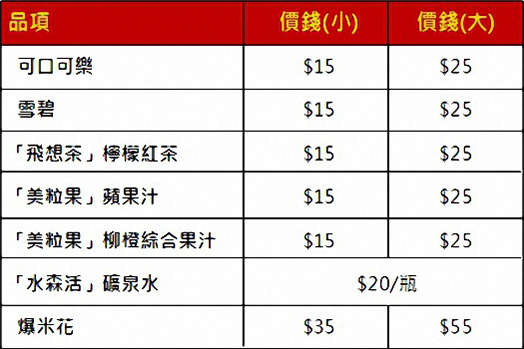 品項 價錢(小) 價錢(大)
可口可樂 $15 $25
雪碧 $15 $25
「飛想茶」檸檬紅茶 $15 $25
「美粒果」蘋果汁 $15 $25
「美粒果」柳橙綜合果汁 $15 $25
「水森活」礦泉水 $20/瓶
爆米花 $35 $55